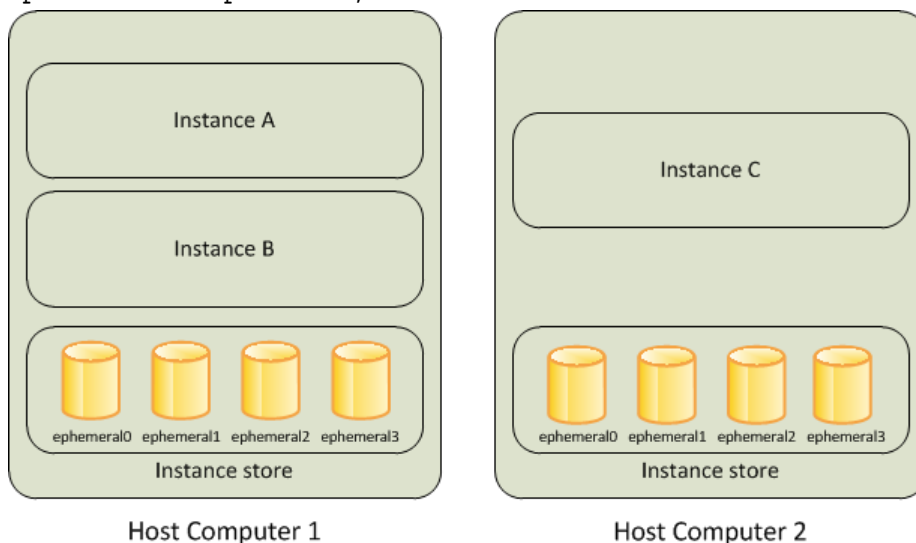 Instance A
Instance B
ephemeral0 ephemeral1 ephemeral2 ephemeral3
Instance store
Host Computer 1
Instance C
ephemeral0 ephemeral1 ephemeral2 ephemeral3
Instance store
Host Computer 2